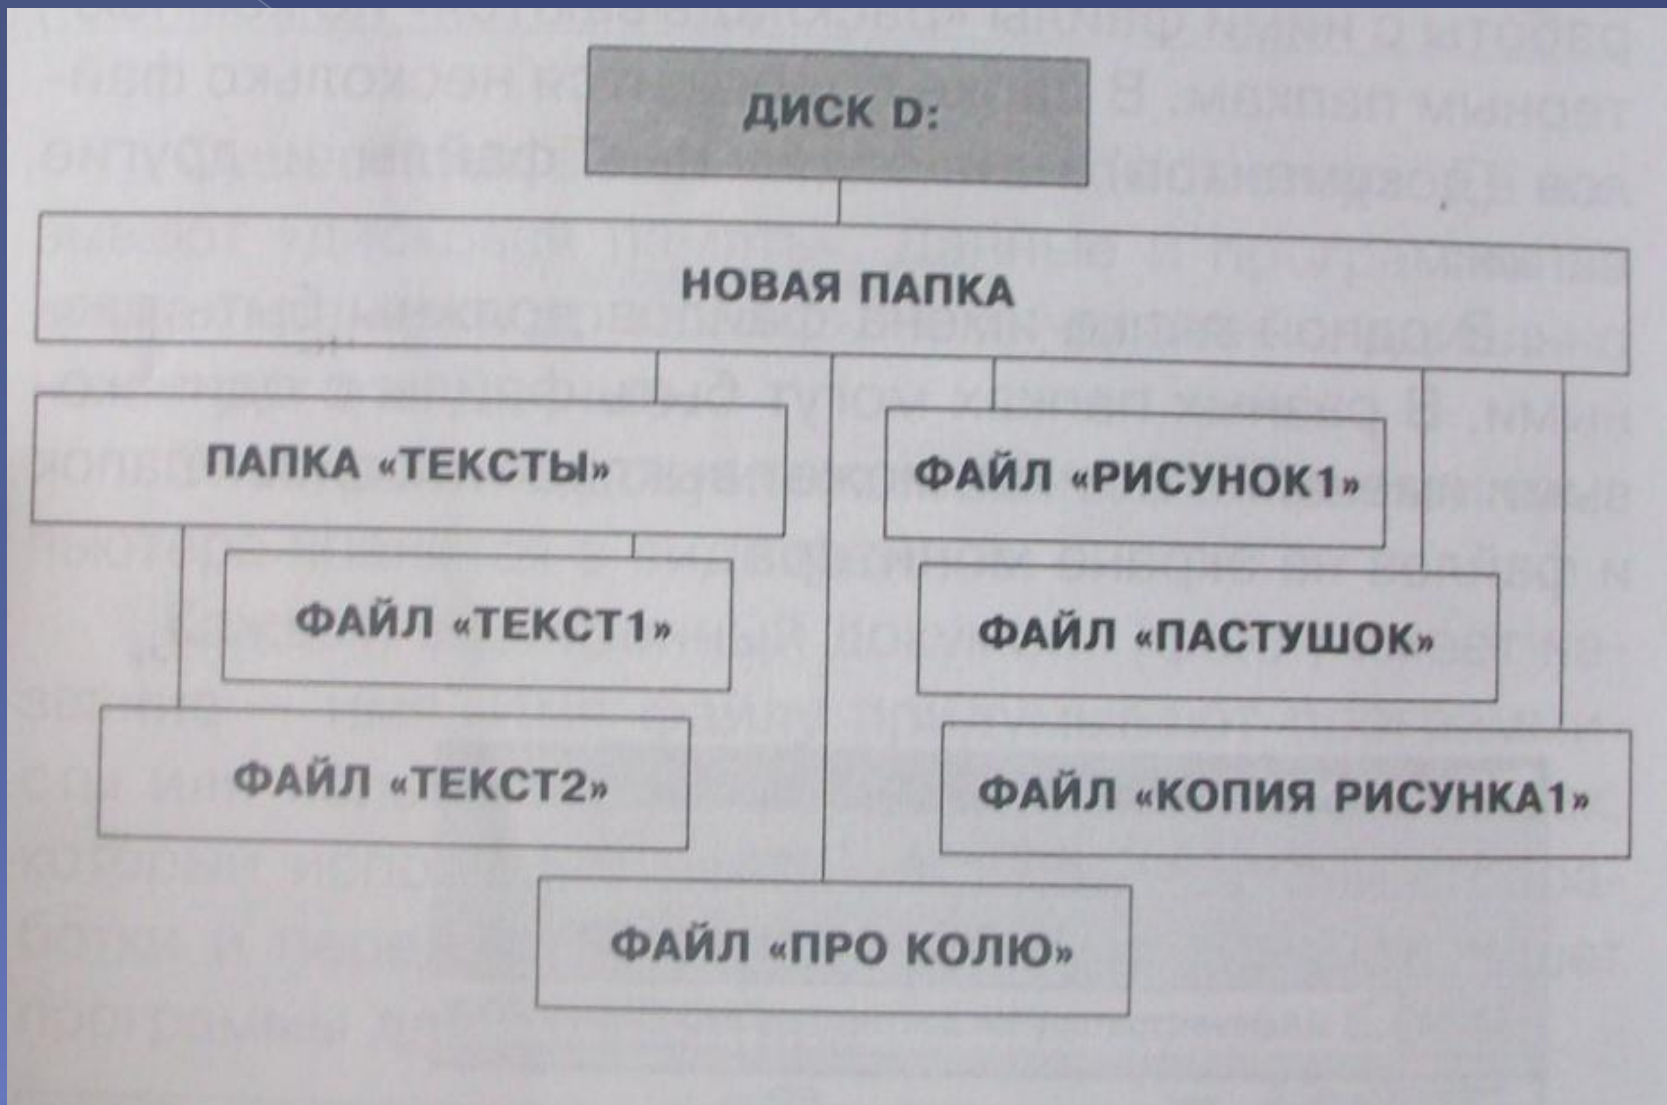 ДИСК D:
НОВАЯ ПАПКА
ПАПКА «ТЕКСТЫ»
ФАЙЛ «РИСУНОК1»
ФАЙЛ «ТЕКСТ1»
ФАЙЛ «ПАСТУШОК»
ФАЙЛ «ТЕКСТ2»
ФАЙЛ «КОПИЯ РИСУНКА1»
ФАЙЛ «ПРО КОЛЮ»